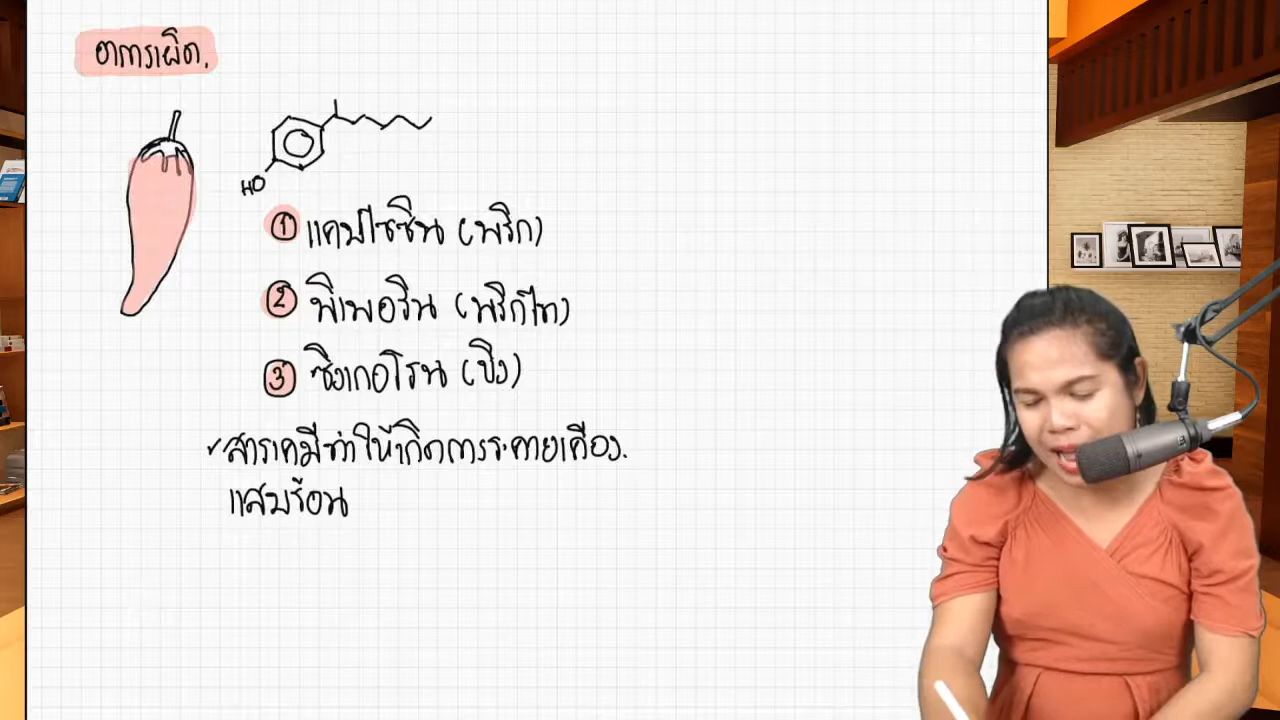 อาการเผ็ด.
HO
① แคปไซซิน (พริก)
② พิเพอรีน (พริกไท)
③ ซิงเกอโรน (ขิง)
✓ สารเคมีทำให้เกิดการระคายเคือง.
แสบร้อน